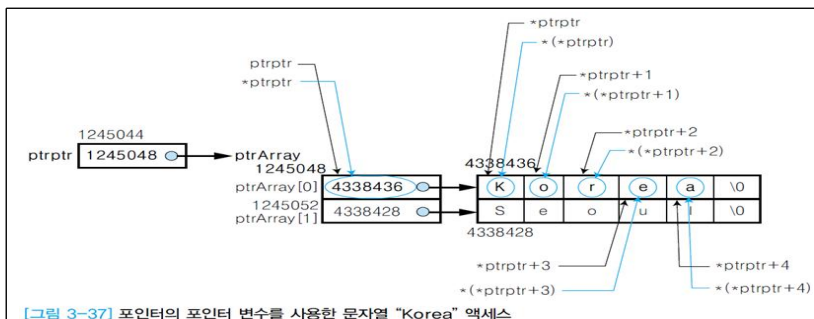 *ptrptr
*(*ptrptr)
ptrptr
*ptrptr
*ptrptr+1
*(*ptrptr+1)
1245044
*ptrptr+2
ptrptr 1245048 ptrArray
4338436
*(*ptrptr+2)
1245048
ptrArray[0] 4338436 K o r e a \0
1245052
ptrArray[1] 4338428 S e o u l \0
4338428
*ptrptr+3 *ptrptr+4
*(*ptrptr+3) *(*ptrptr+4)
[그림 3-37] 포인터의 포인터 변수를 사용한 문자열 “Korea” 액세스